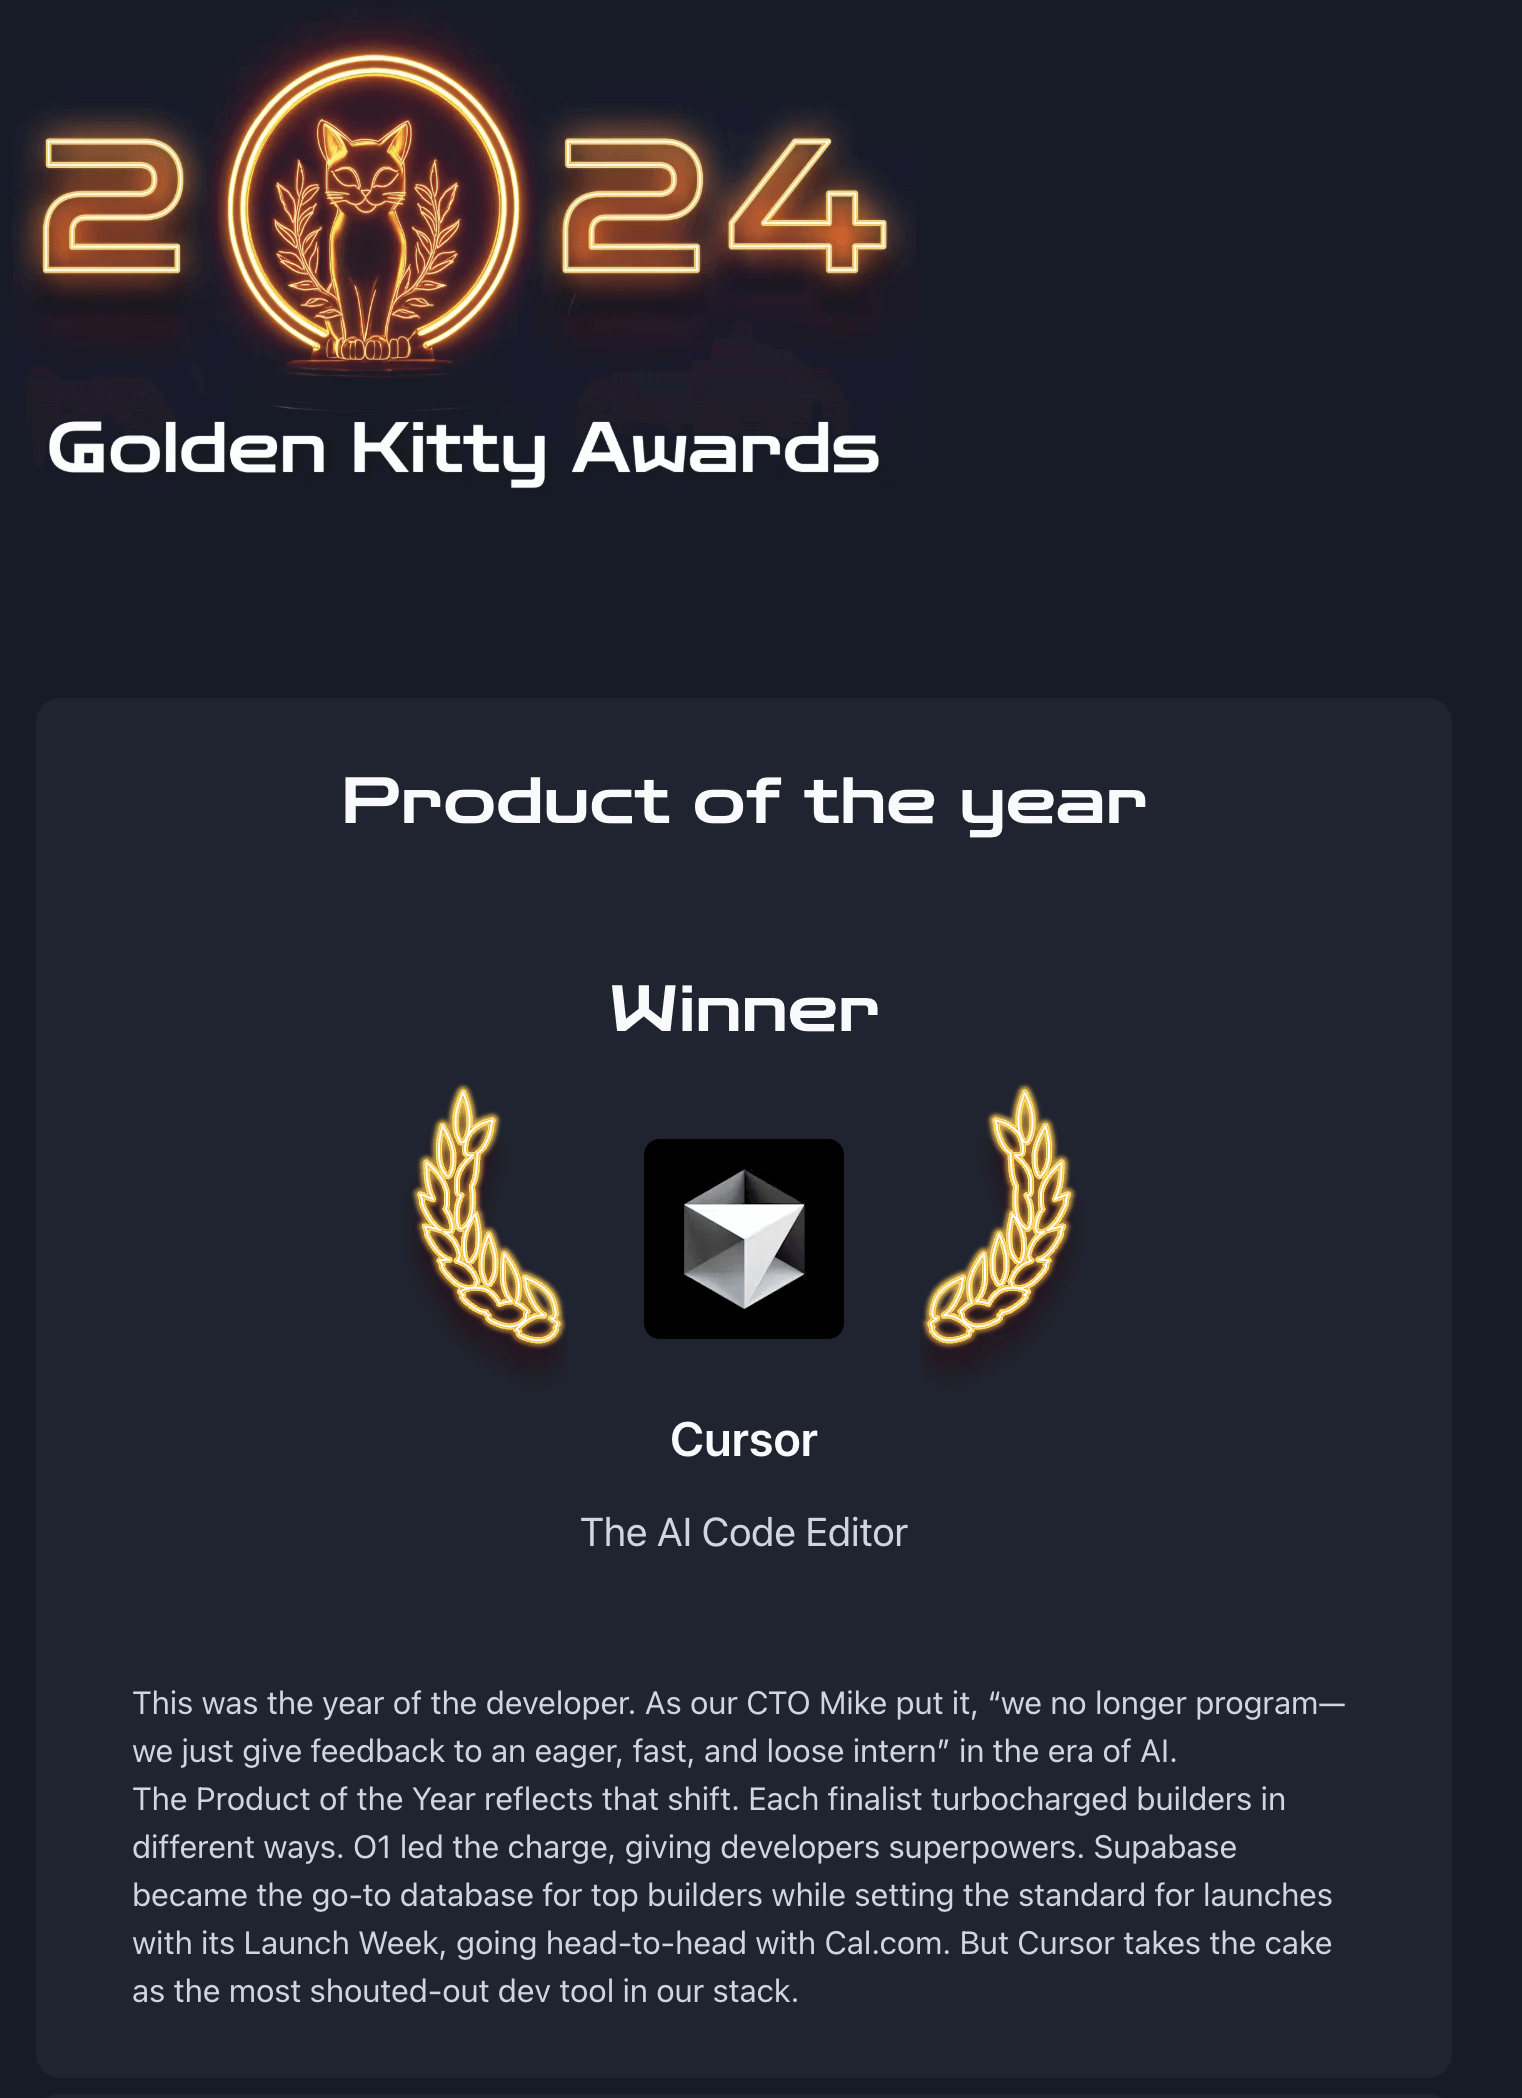 2024
Golden Kitty Awards
Product of the year
Winner
Cursor
The AI Code Editor
This was the year of the developer. As our CTO Mike put it, “we no longer program—
we just give feedback to an eager, fast, and loose intern” in the era of AI.
The Product of the Year reflects that shift. Each finalist turbocharged builders in
different ways. O1 led the charge, giving developers superpowers. Supabase
became the go-to database for top builders while setting the standard for launches
with its Launch Week, going head-to-head with Cal.com. But Cursor takes the cake
as the most shouted-out dev tool in our stack.